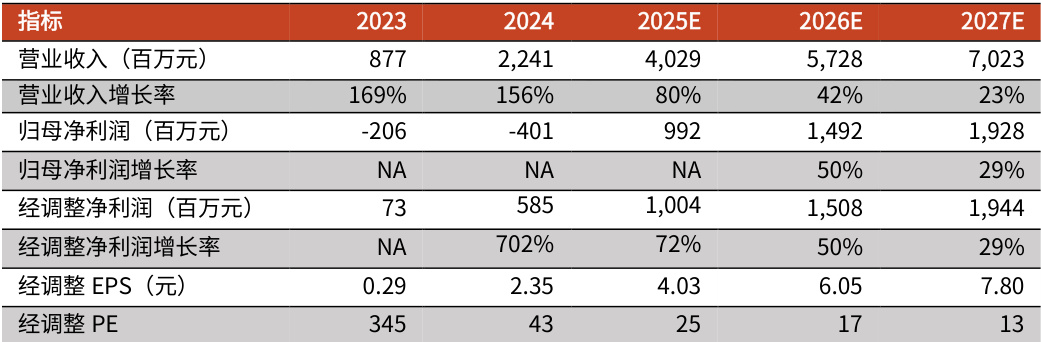 指标 2023 2024 2025E 2026E 2027E
营业收入（百万元） 877 2,241 4,029 5,728 7,023
营业收入增长率 169% 156% 80% 42% 23%
归母净利润（百万元） -206 -401 992 1,492 1,928
归母净利润增长率 NA NA NA 50% 29%
经调整净利润（百万元） 73 585 1,004 1,508 1,944
经调整净利润增长率 NA 702% 72% 50% 29%
经调整 EPS（元） 0.29 2.35 4.03 6.05 7.80
经调整 PE 345 43 25 17 13